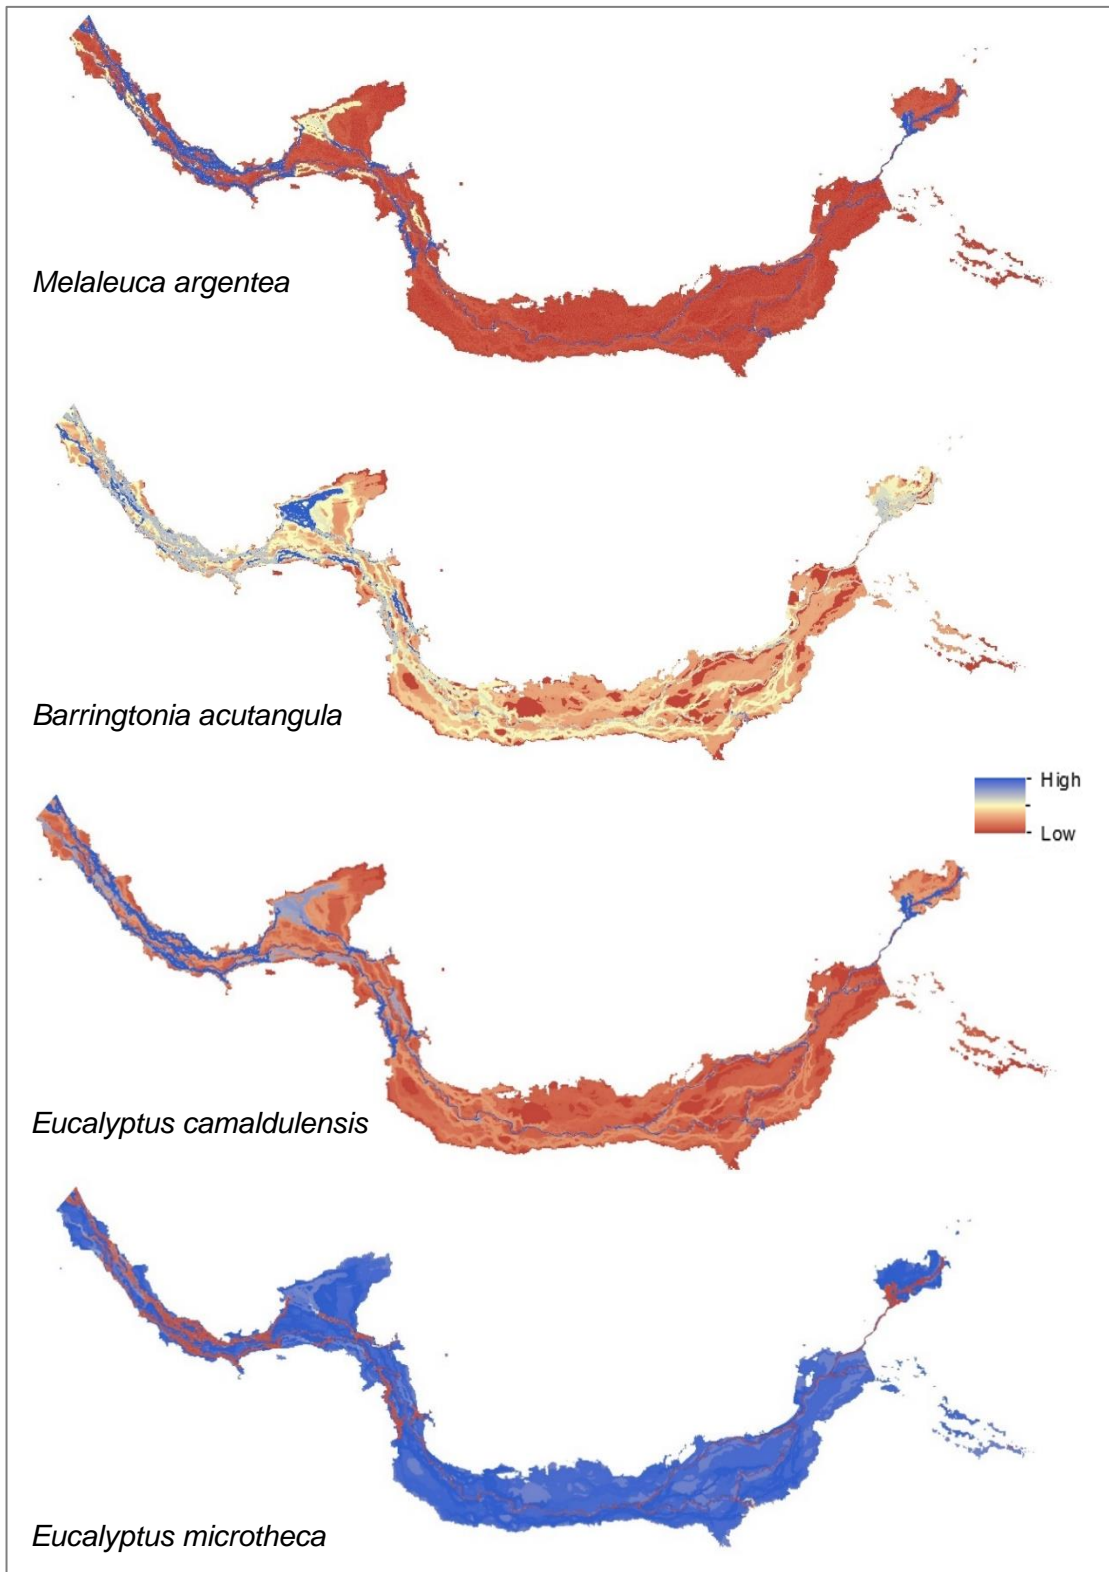 Melaleuca argentea
Barringtonia acutangula
High
Low
Eucalyptus camaldulensis
Eucalyptus microtheca